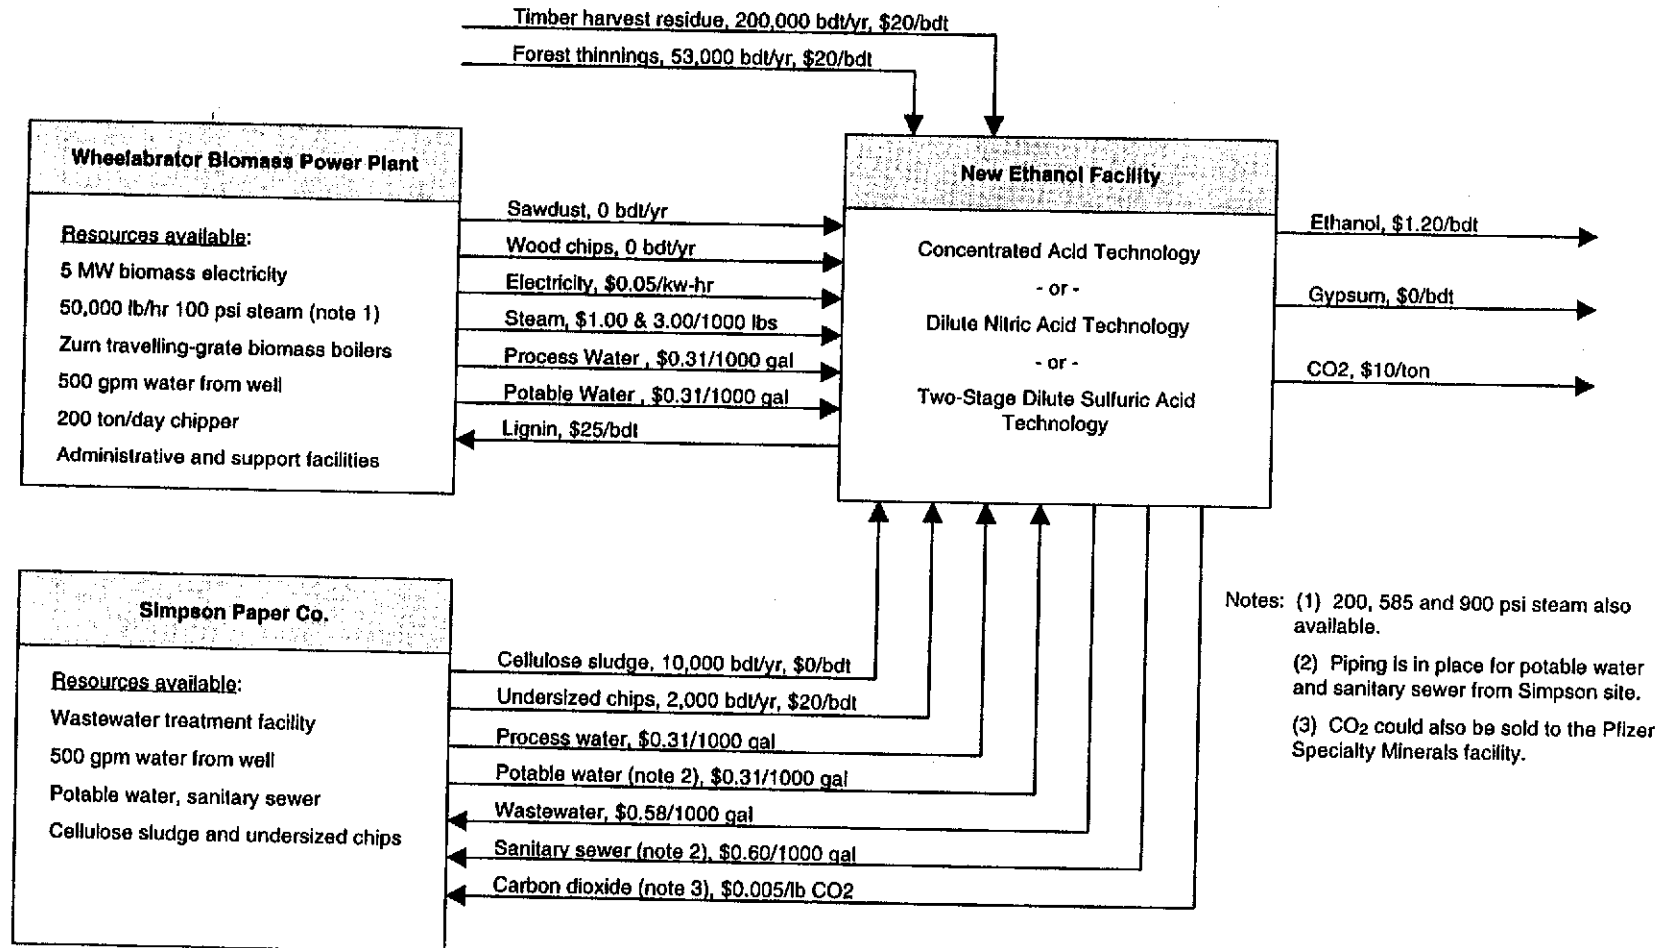 Timber harvest residue, 200,000 bdt/yr, $20/bdt
Forest thinnings, 53,000 bdt/yr, $20/bdt
Wheelabrator Biomass Power Plant
Resources available:
5 MW biomass electricity
50,000 lb/hr 100 psi steam (note 1)
Zurn travelling-grate biomass boilers
500 gpm water from well
200 ton/day chipper
Administrative and support facilities
Sawdust, 0 bdt/yr
Wood chips, 0 bdt/yr
Electricity, $0.05/kw-hr
Steam, $1.00 & 3.00/1000 lbs
Process Water , $0.31/1000 gal
Potable Water , $0.31/1000 gal
Lignin, $25/bdt
New Ethanol Facility
Concentrated Acid Technology
- or -
Dilute Nitric Acid Technology
- or -
Two-Stage Dilute Sulfuric Acid
Technology
Ethanol, $1.20/bdt
Gypsum, $0/bdt
CO2, $10/ton
Simpson Paper Co.
Resources available:
Wastewater treatment facility
500 gpm water from well
Potable water, sanitary sewer
Cellulose sludge and undersized chips
Cellulose sludge, 10,000 bdt/yr, $0/bdt
Undersized chips, 2,000 bdt/yr, $20/bdt
Process water, $0.31/1000 gal
Potable water (note 2), $0.31/1000 gal
Wastewater, $0.58/1000 gal
Sanitary sewer (note 2), $0.60/1000 gal
Carbon dioxide (note 3), $0.005/lb CO2
Notes: (1) 200, 585 and 900 psi steam also
available.
(2) Piping is in place for potable water
and sanitary sewer from Simpson site.
(3) CO2 could also be sold to the Pfizer
Specialty Minerals facility.